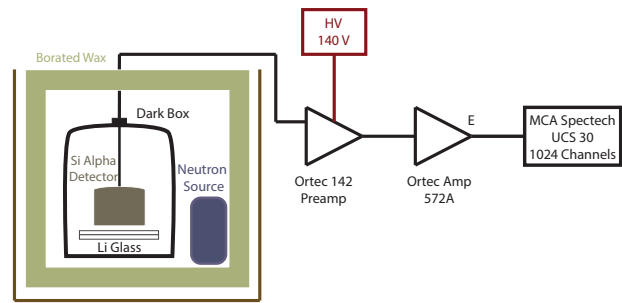 HV
140 V
Borated Wax
Dark Box
Si Alpha
Detector
Neutron
Source
Li Glass
Ortec 142
Preamp
E
Ortec Amp
572A
MCA Spectech
UCS 30
1024 Channels